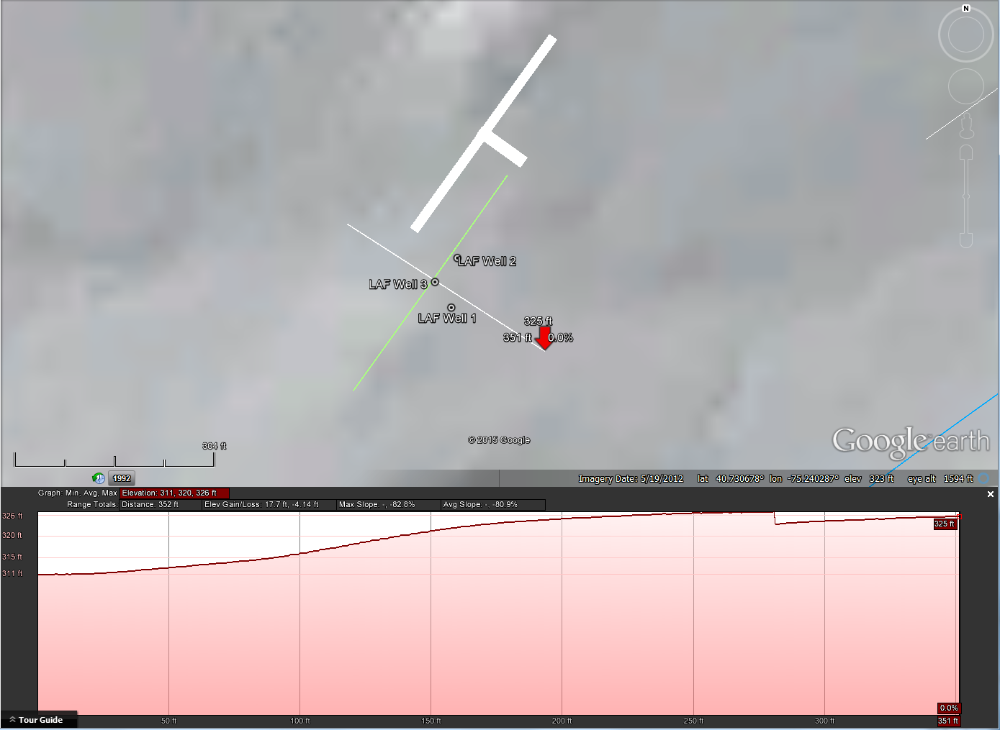 N
LAF Well 2
LAF Well 3
LAF Well 1
325 ft
351 ft 0.0%
304 ft
© 2015 Google
Google earth
1992
Imagery Date: 5/19/2012 lat 40.730678° lon -75.240287° elev 323 ft eye alt 1594 ft
Graph: Min, Avg, Max Elevation: 311, 320, 326 ft
Range Totals: Distance: 352 ft Elev Gain/Loss: 17.7 ft, -4.14 ft Max Slope: -, -82.8% Avg Slope: -, -80.9%
326 ft
325 ft
320 ft
315 ft
311 ft
0.0%
Tour Guide
50 ft 100 ft 150 ft 200 ft 250 ft 300 ft 351 ft